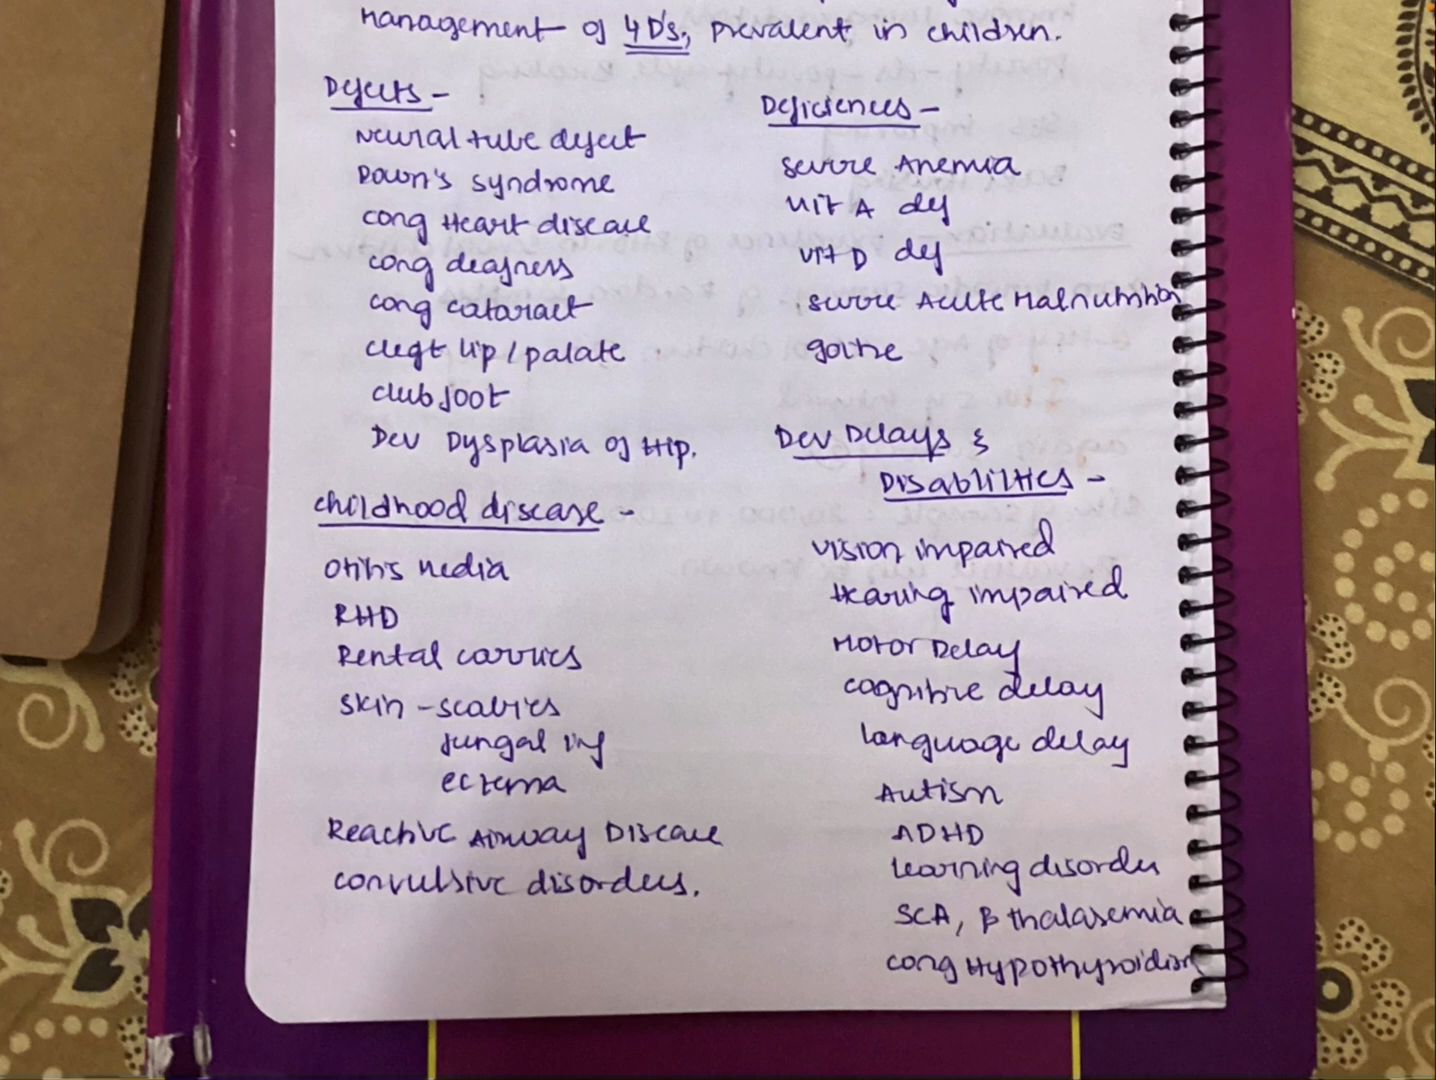 Management of 4D's, prevalent in children.
Defects -
Neural tube defect
Down's syndrome
cong Heart disease
cong deafness
cong cataract
cleft lip/palate
club foot
Dev Dysplasia of Hip.
childhood disease -
otitis media
RHD
Dental carries
skin - scabies
fungal inf
eczema
Reactive Airway Disease
convulsive disorders.
Deficiences -
severe Anemia
vit A def
vit D def
severe Acute Malnutrition
goitre
Dev Delays &
Disabilities -
vision impaired
Hearing impaired
Motor Delay
cognitive delay
language delay
Autism
ADHD
learning disorder
SCA, β thalasemia
cong Hypothyroidism